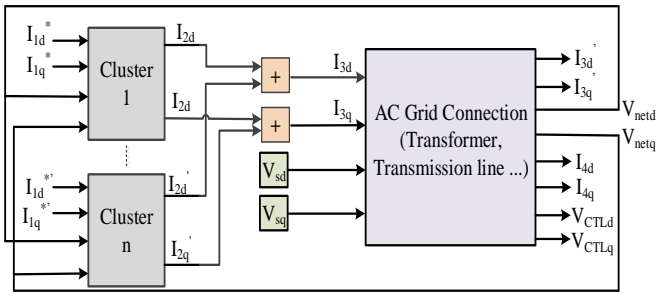 I1d*
I1q*
Cluster
1
I2d
I2d
I1d*'
I1q*'
Cluster
n
I2d'
I2q'
+
+
I3d
I3q
Vsd
Vsq
AC Grid Connection
(Transformer,
Transmission line ...)
I3d'
I3q'
Vnetd
Vnetq
I4d
I4q
VCTLd
VCTLq